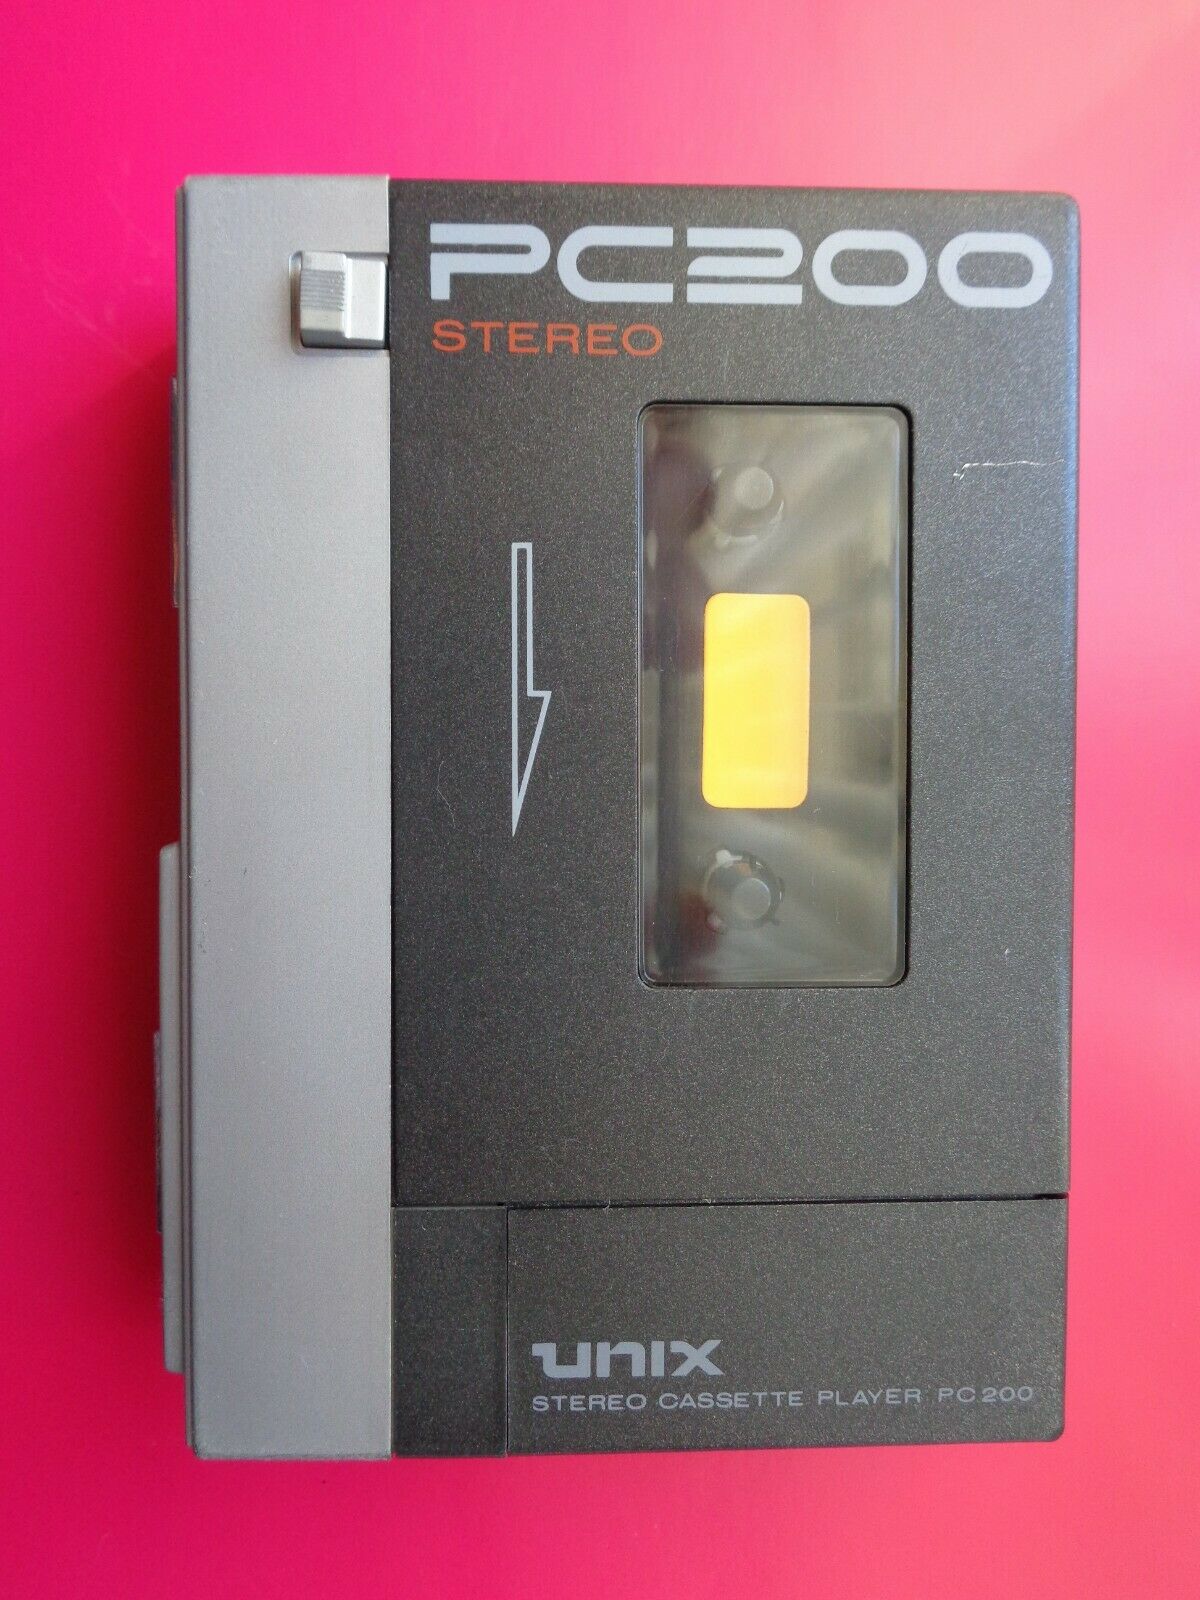 PC200
STEREO
unix
STEREO CASSETTE PLAYER PC200